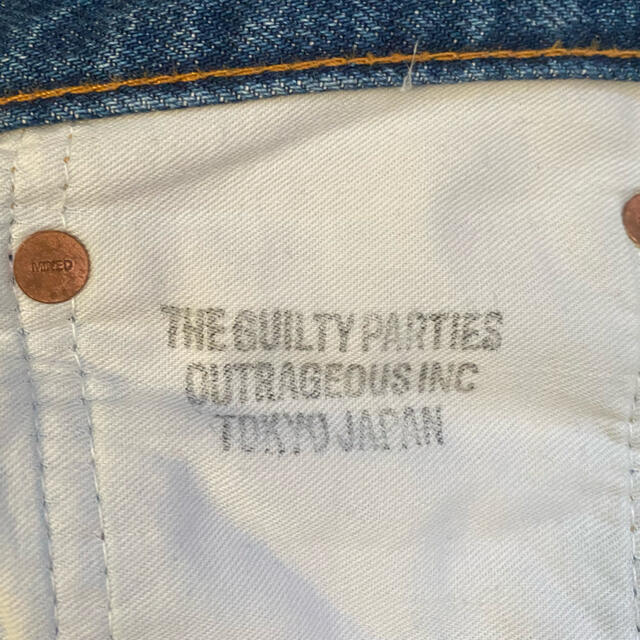 MIXED
THE GUILTY PARTIES
OUTRAGEOUS INC
TOKYO JAPAN